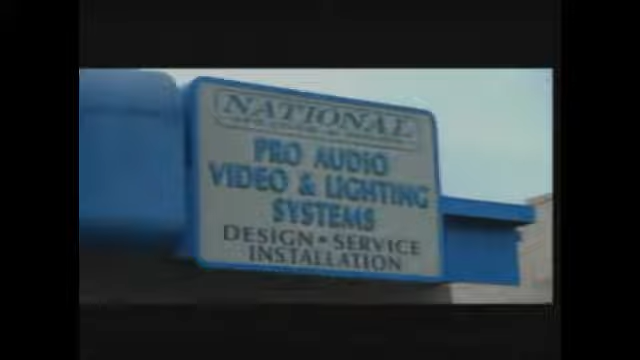 NATIONAL
PRO AUDIO
VIDEO & LIGHTING
SYSTEMS
DESIGN • SERVICE
INSTALLATION